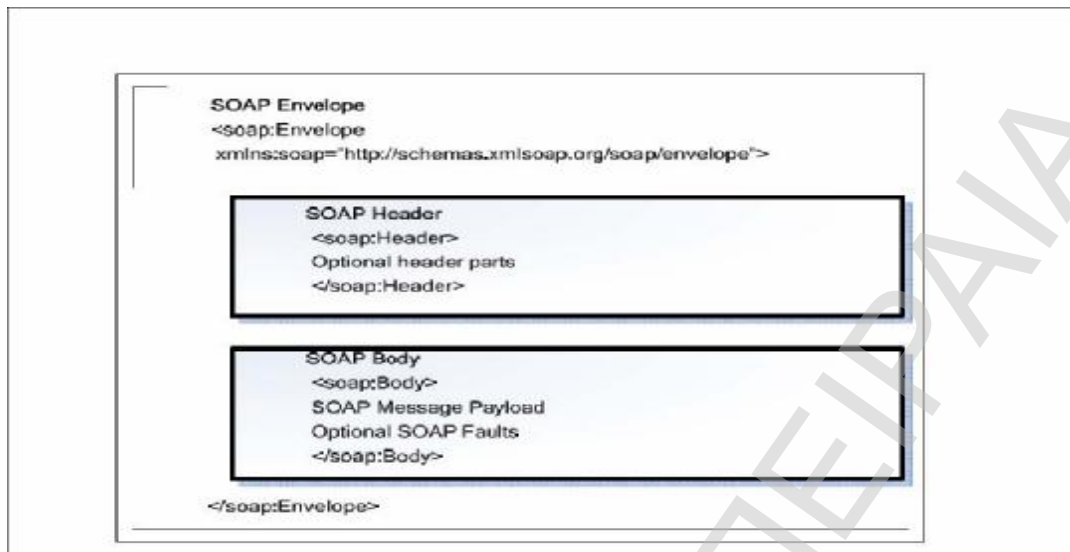 SOAP Envelope
<soap:Envelope
xmlns:soap="http://schemas.xmlsoap.org/soap/envelope">
SOAP Header
<soap:Header>
Optional header parts
</soap:Header>
SOAP Body
<soap:Body>
SOAP Message Payload
Optional SOAP Faults
</soap:Body>
</soap:Envelope>
ΠΕΙΡΑΙΑ